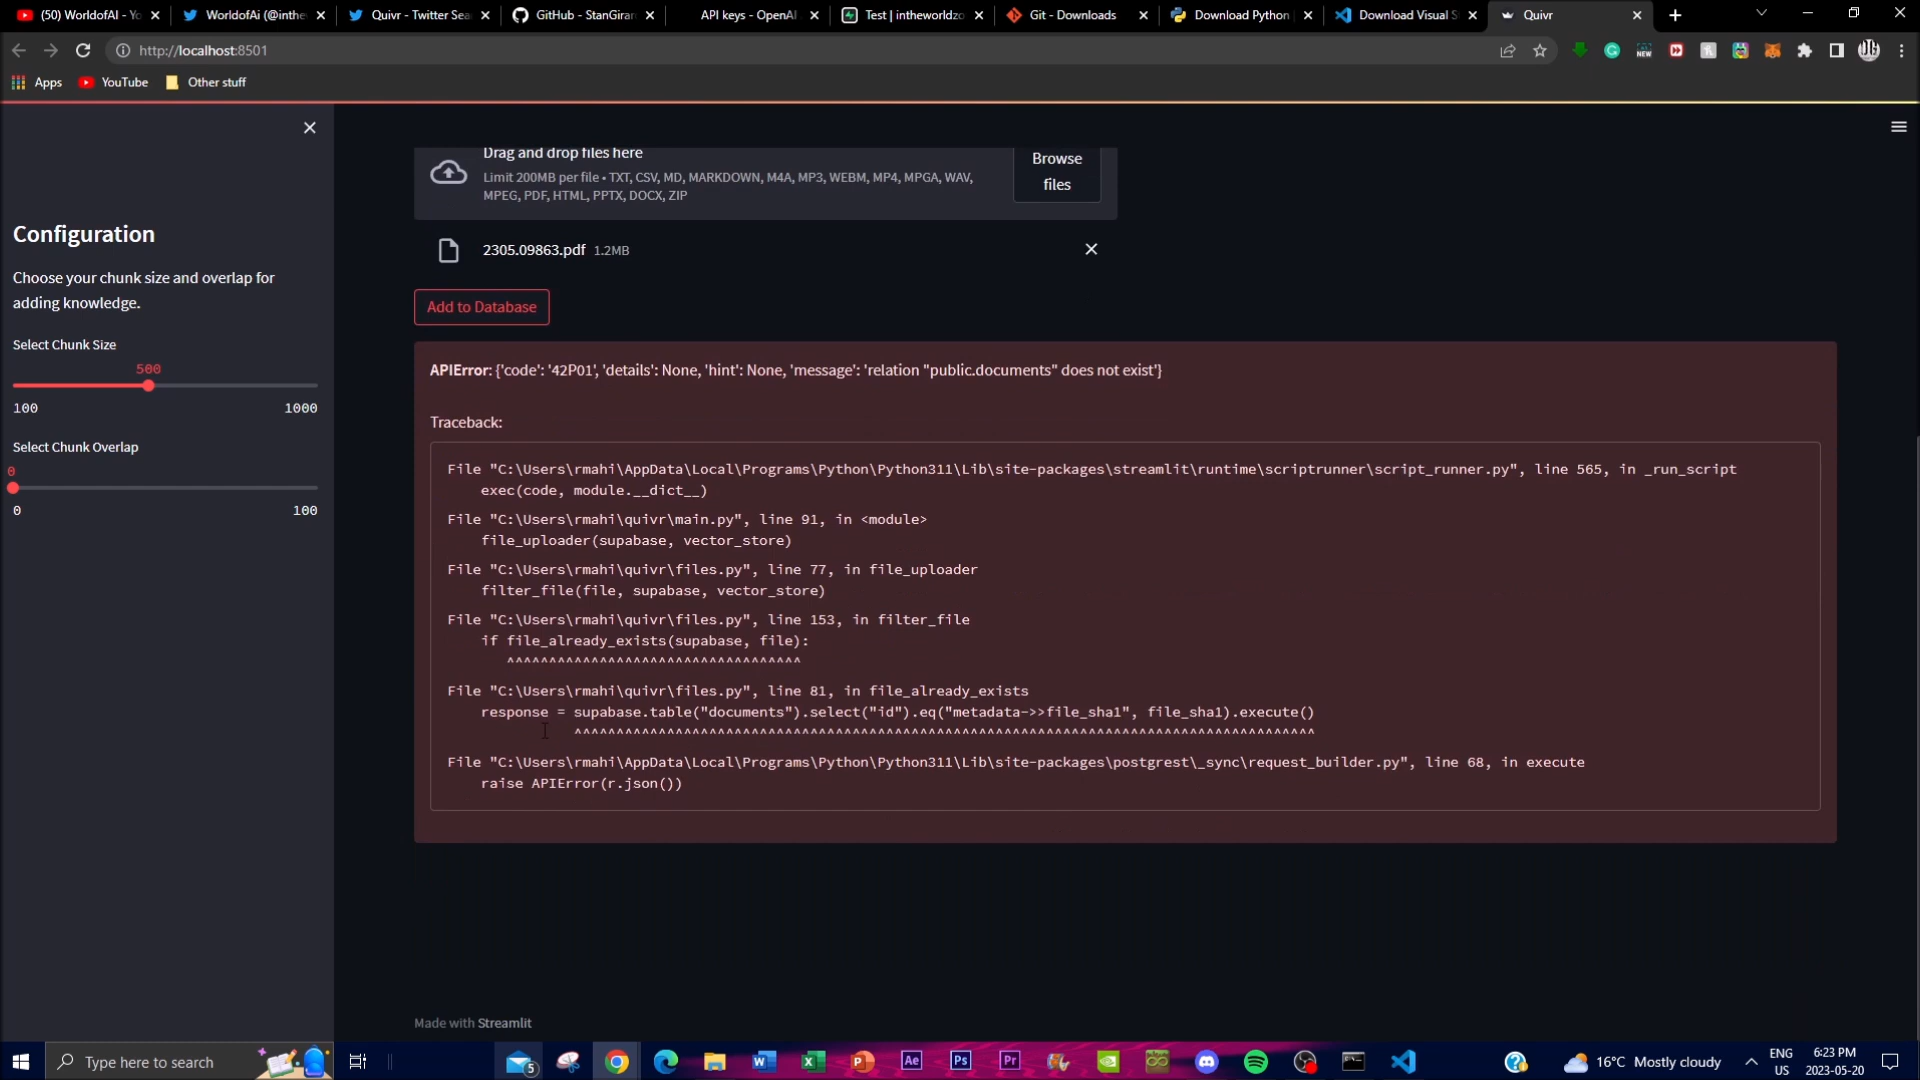 (50) WorldofAI - Yo
WorldofAi (@inthe
Quivr - Twitter Sea
GitHub - StanGirar
API keys - OpenAI
Test | intheworldzo
Git - Downloads
Download Python
Download Visual S
Quivr
http://localhost:8501
Apps
YouTube
Other stuff
Configuration
Choose your chunk size and overlap for
adding knowledge.
Select Chunk Size
500
100 1000
Select Chunk Overlap
0
0 100
Drag and drop files here
Limit 200MB per file • TXT, CSV, MD, MARKDOWN, M4A, MP3, WEBM, MP4, MPGA, WAV,
MPEG, PDF, HTML, PPTX, DOCX, ZIP
Browse
files
2305.09863.pdf 1.2MB
Add to Database
APIError: {'code': '42P01', 'details': None, 'hint': None, 'message': 'relation "public.documents" does not exist'}
Traceback:
File "C:\Users\rmahi\AppData\Local\Programs\Python\Python311\Lib\site-packages\streamlit\runtime\scriptrunner\script_runner.py", line 565, in _run_script
exec(code, module.__dict__)
File "C:\Users\rmahi\quivr\main.py", line 91, in <module>
file_uploader(supabase, vector_store)
File "C:\Users\rmahi\quivr\files.py", line 77, in file_uploader
filter_file(file, supabase, vector_store)
File "C:\Users\rmahi\quivr\files.py", line 153, in filter_file
if file_already_exists(supabase, file):
^^^^^^^^^^^^^^^^^^^^^^^^^^^^^^^^^^^
File "C:\Users\rmahi\quivr\files.py", line 81, in file_already_exists
response = supabase.table("documents").select("id").eq("metadata->>file_sha1", file_sha1).execute()
^^^^^^^^^^^^^^^^^^^^^^^^^^^^^^^^^^^^^^^^^^^^^^^^^^^^^^^^^^^^^^^^^^^^^^^^^^^^^^^^^^^^^^^^
File "C:\Users\rmahi\AppData\Local\Programs\Python\Python311\Lib\site-packages\postgrest\_sync\request_builder.py", line 68, in execute
raise APIError(r.json())
Made with Streamlit
Type here to search
5
Ae
Ps
Pr
16°C Mostly cloudy
ENG
US
6:23 PM
2023-05-20